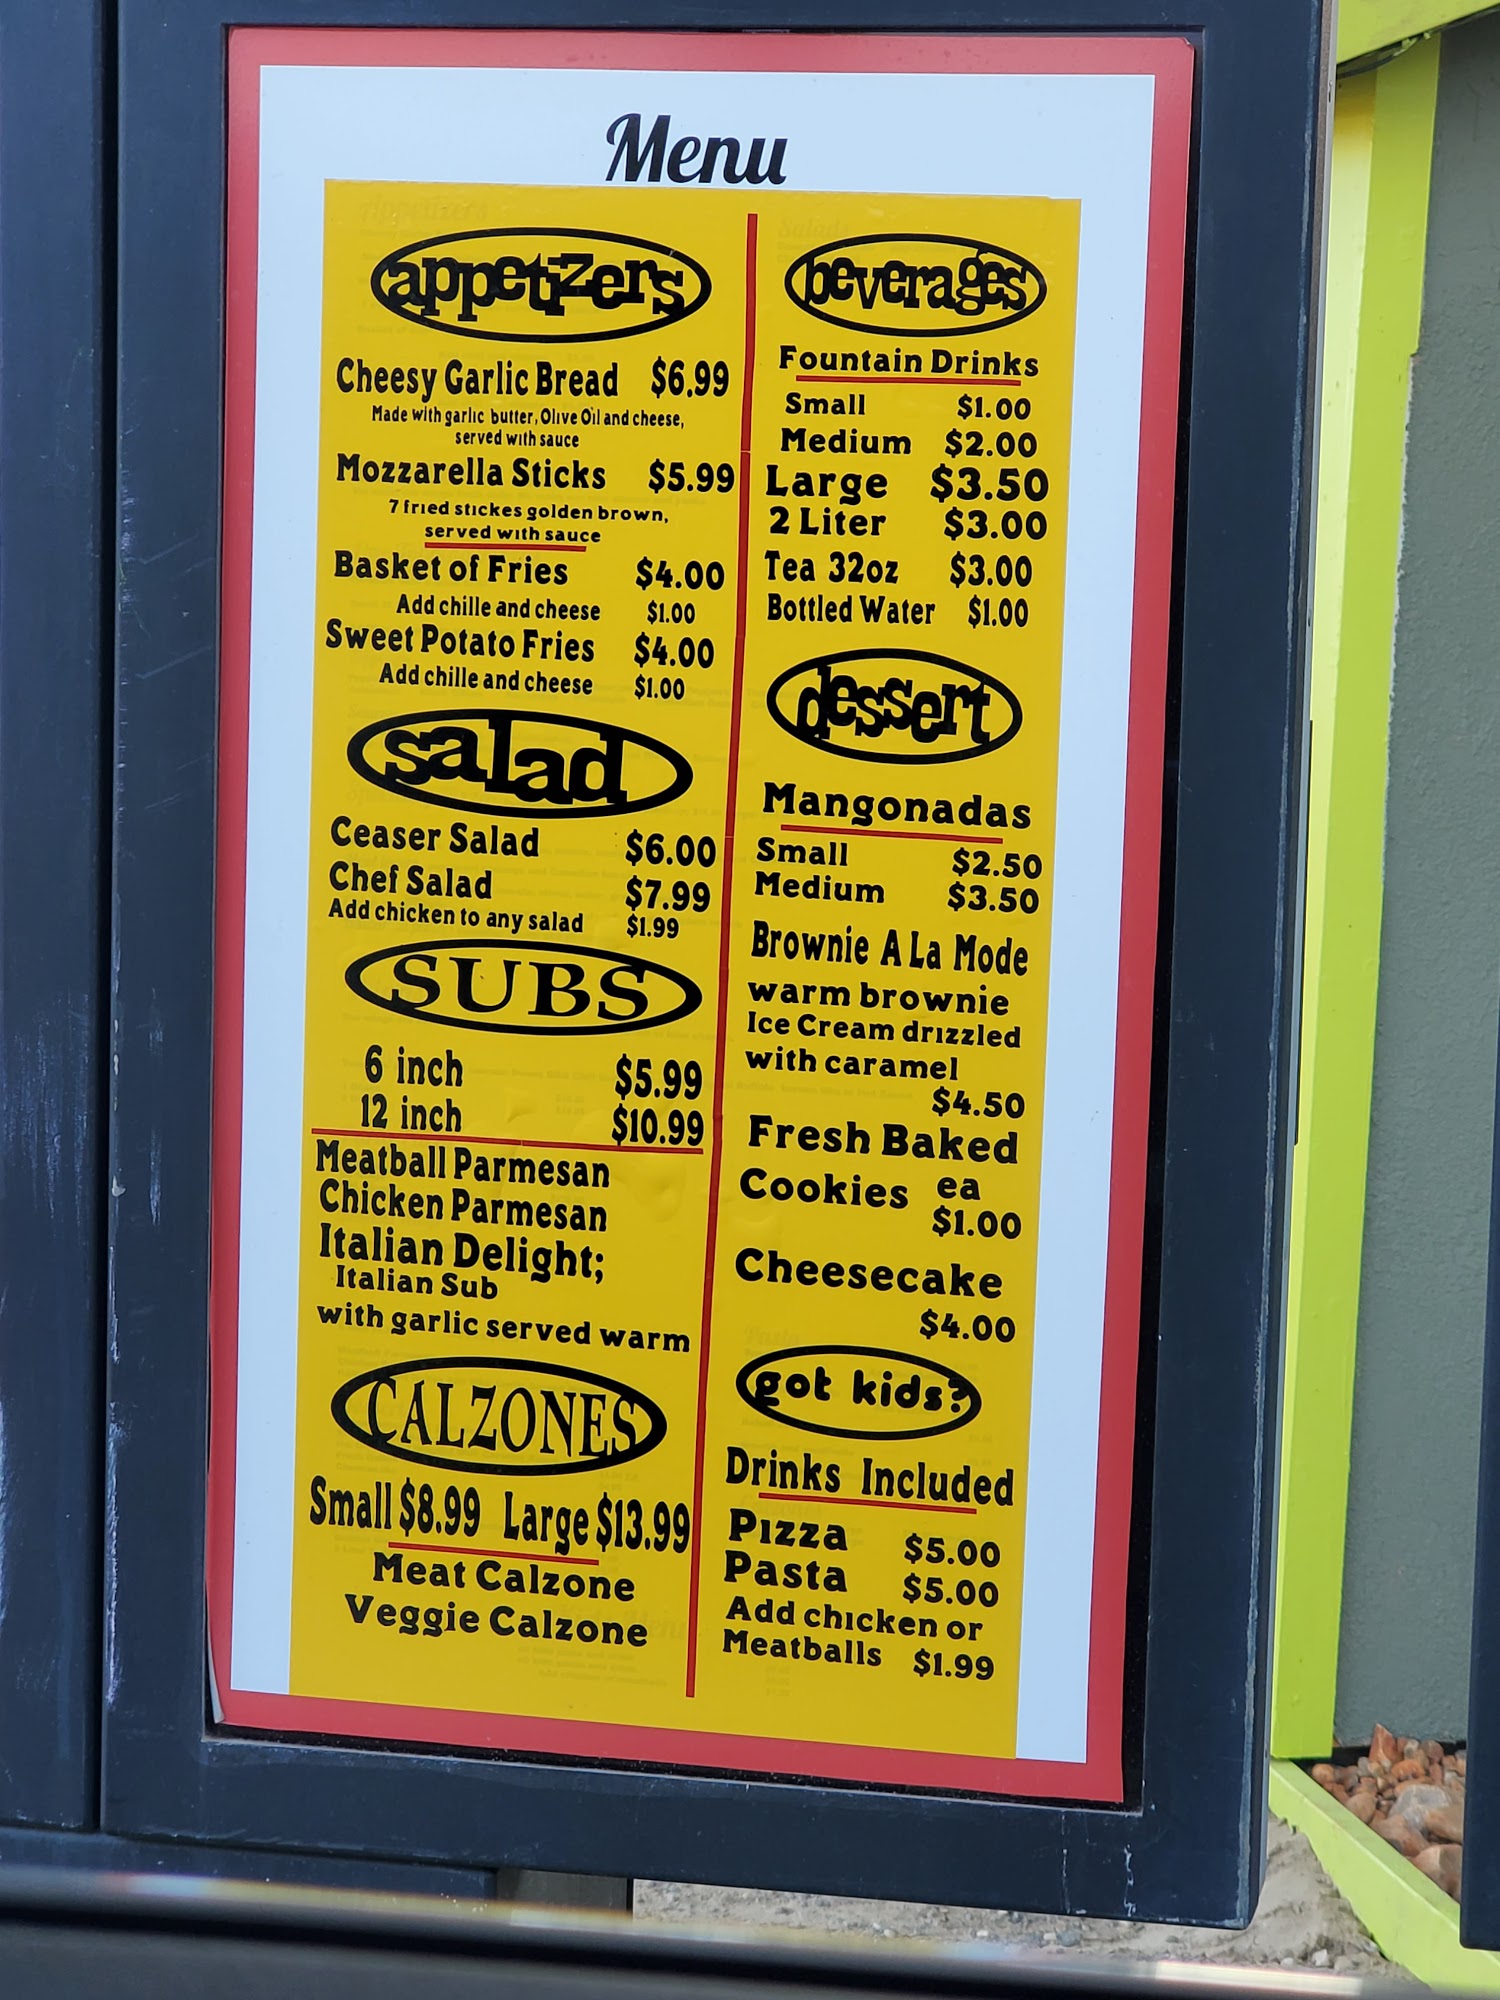 Menu
appetizers
Cheesy Garlic Bread $6.99
Made with garlic butter, Olive Oil and cheese,
served with sauce
Mozzarella Sticks $5.99
7 fried stickes golden brown,
served with sauce
Basket of Fries $4.00
Add chille and cheese $1.00
Sweet Potato Fries $4.00
Add chille and cheese $1.00
salad
Ceaser Salad $6.00
Chef Salad $7.99
Add chicken to any salad $1.99
SUBS
6 inch $5.99
12 inch $10.99
Meatball Parmesan
Chicken Parmesan
Italian Delight;
Italian Sub
with garlic served warm
CALZONES
Small $8.99 Large $13.99
Meat Calzone
Veggie Calzone
beverages
Fountain Drinks
Small $1.00
Medium $2.00
Large $3.50
2 Liter $3.00
Tea 32oz $3.00
Bottled Water $1.00
dessert
Mangonadas
Small $2.50
Medium $3.50
Brownie A La Mode
warm brownie
Ice Cream drizzled
with caramel
$4.50
Fresh Baked
Cookies ea
$1.00
Cheesecake
$4.00
got kids?
Drinks Included
Pizza $5.00
Pasta $5.00
Add chicken or
Meatballs $1.99